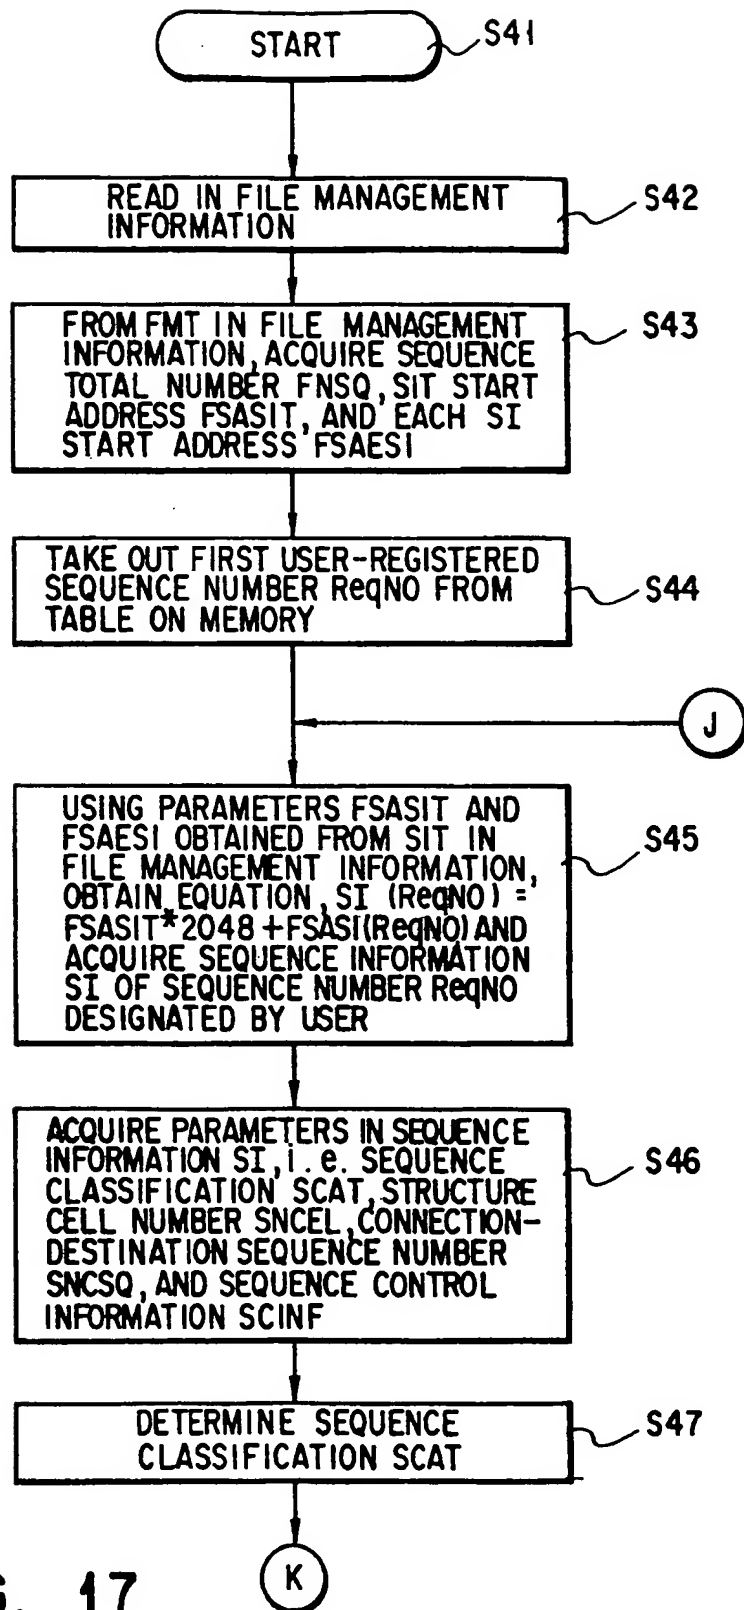 START
S41
READ IN FILE MANAGEMENT
INFORMATION
S42
FROM FMT IN FILE MANAGEMENT
INFORMATION, ACQUIRE SEQUENCE
TOTAL NUMBER FNSQ, SIT START
ADDRESS FSASIT, AND EACH SI
START ADDRESS FSAESI
S43
TAKE OUT FIRST USER-REGISTERED
SEQUENCE NUMBER ReqNO FROM
TABLE ON MEMORY
S44
J
USING PARAMETERS FSASIT AND
FSAESI OBTAINED FROM SIT IN
FILE MANAGEMENT INFORMATION,
OBTAIN EQUATION, SI (ReqNO) =
FSASIT*2048+FSASI(ReqNO) AND
ACQUIRE SEQUENCE INFORMATION
SI OF SEQUENCE NUMBER ReqNO
DESIGNATED BY USER
S45
ACQUIRE PARAMETERS IN SEQUENCE
INFORMATION SI, i.e. SEQUENCE
CLASSIFICATION SCAT, STRUCTURE
CELL NUMBER SNCEL, CONNECTION-
DESTINATION SEQUENCE NUMBER
SNCSQ, AND SEQUENCE CONTROL
INFORMATION SCINF
S46
DETERMINE SEQUENCE
CLASSIFICATION SCAT
S47
K
G. 17